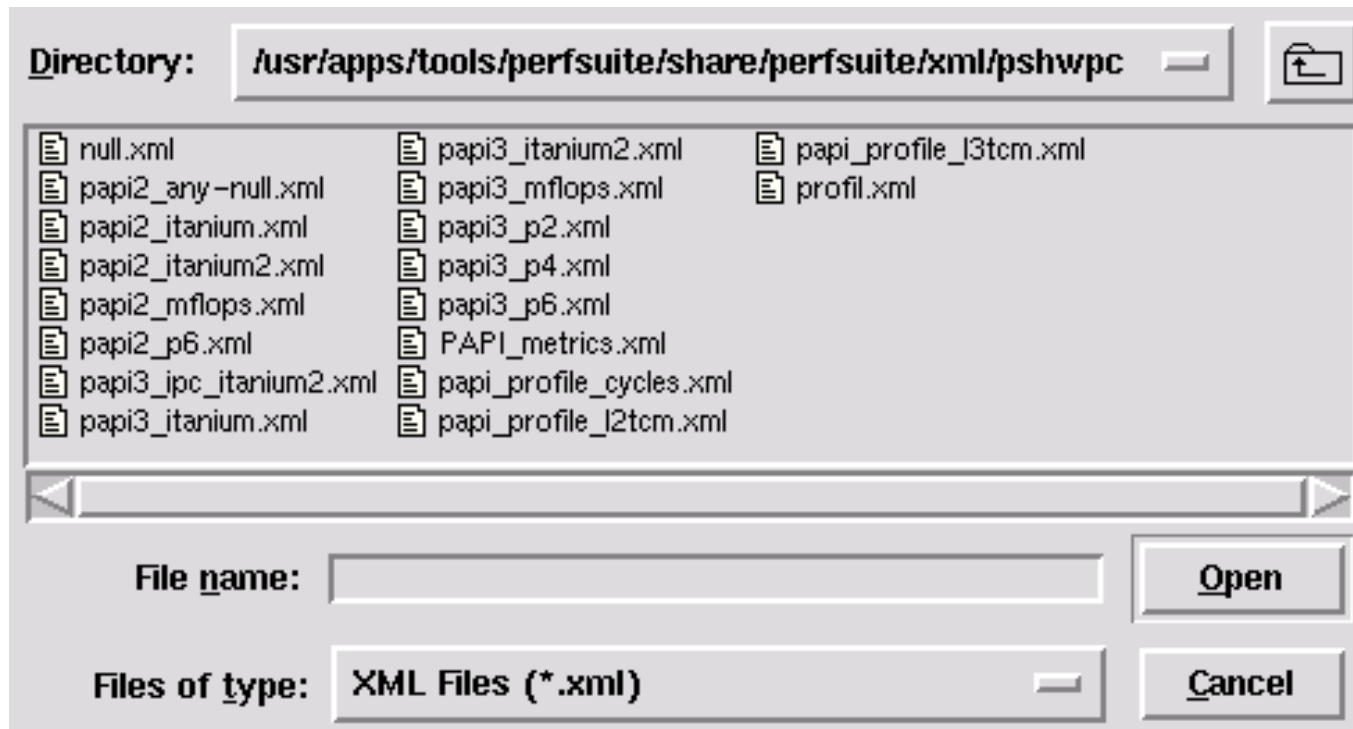 Directory: /usr/apps/tools/perfsuite/share/perfsuite/xml/pshwpc
null.xml papi3_itanium2.xml papi_profile_l3tcm.xml
papi2_any-null.xml papi3_mflops.xml profil.xml
papi2_itanium.xml papi3_p2.xml
papi2_itanium2.xml papi3_p4.xml
papi2_mflops.xml papi3_p6.xml
papi2_p6.xml PAPI_metrics.xml
papi3_ipc_itanium2.xml papi_profile_cycles.xml
papi3_itanium.xml papi_profile_l2tcm.xml
File name: Open
Files of type: XML Files (*.xml) Cancel